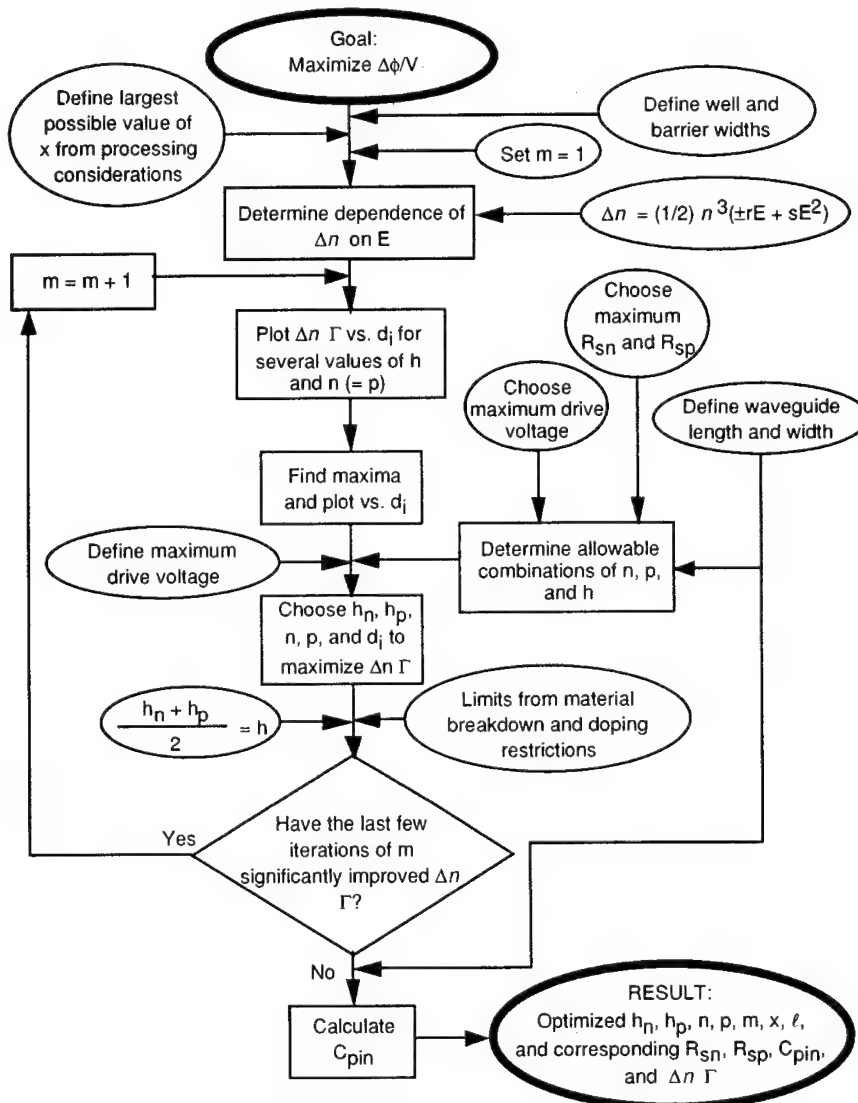 Goal:
Maximize Δϕ/V
Define largest
possible value of
x from processing
considerations
Define well and
barrier widths
Set m = 1
Determine dependence of
Δn on E
Δn = (1/2) n³(±rE + sE²)
m = m + 1
Choose
maximum
Rsn and Rsp
Plot Δn Γ vs. di for
several values of h
and n (= p)
Choose
maximum drive
voltage
Define waveguide
length and width
Find maxima
and plot vs. di
Define maximum
drive voltage
Determine allowable
combinations of n, p,
and h
Choose hn, hp,
n, p, and di to
maximize Δn Γ
hn + hp
2
= h
Limits from material
breakdown and doping
restrictions
Yes
Have the last few
iterations of m
significantly improved Δn
Γ?
No
Calculate
Cpin
RESULT:
Optimized hn, hp, n, p, m, x, ℓ,
and corresponding Rsn, Rsp, Cpin,
and Δn Γ